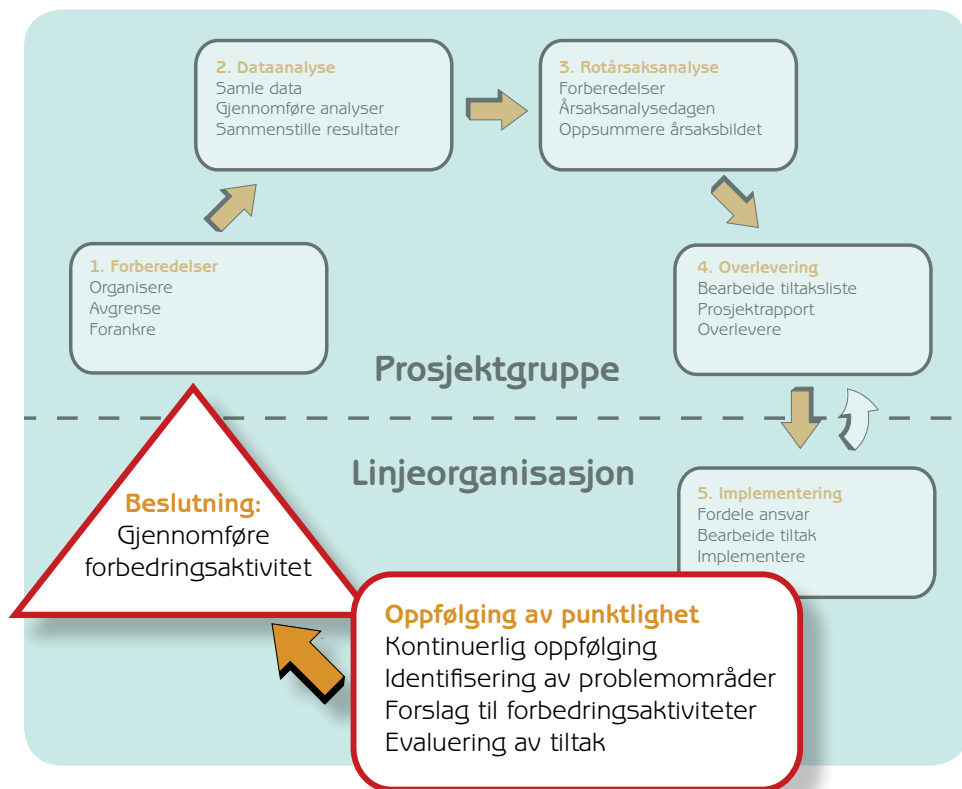 2. Dataanalyse
Samle data
Gjennomføre analyser
Sammenstille resultater
3. Rotårsaksanalyse
Forberedelser
Årsaksanalysedagen
Oppsummere årsaksbildet
1. Forberedelser
Organisere
Avgrense
Forankre
4. Overlevering
Bearbeide tiltaksliste
Prosjektrapport
Overlevere
Prosjektgruppe
Linjeorganisasjon
5. Implementering
Fordele ansvar
Bearbeide tiltak
Implementere
Beslutning:
Gjennomføre
forbedringsaktivitet
Oppfølging av punktlighet
Kontinuerlig oppfølging
Identifisering av problemområder
Forslag til forbedringsaktiviteter
Evaluering av tiltak